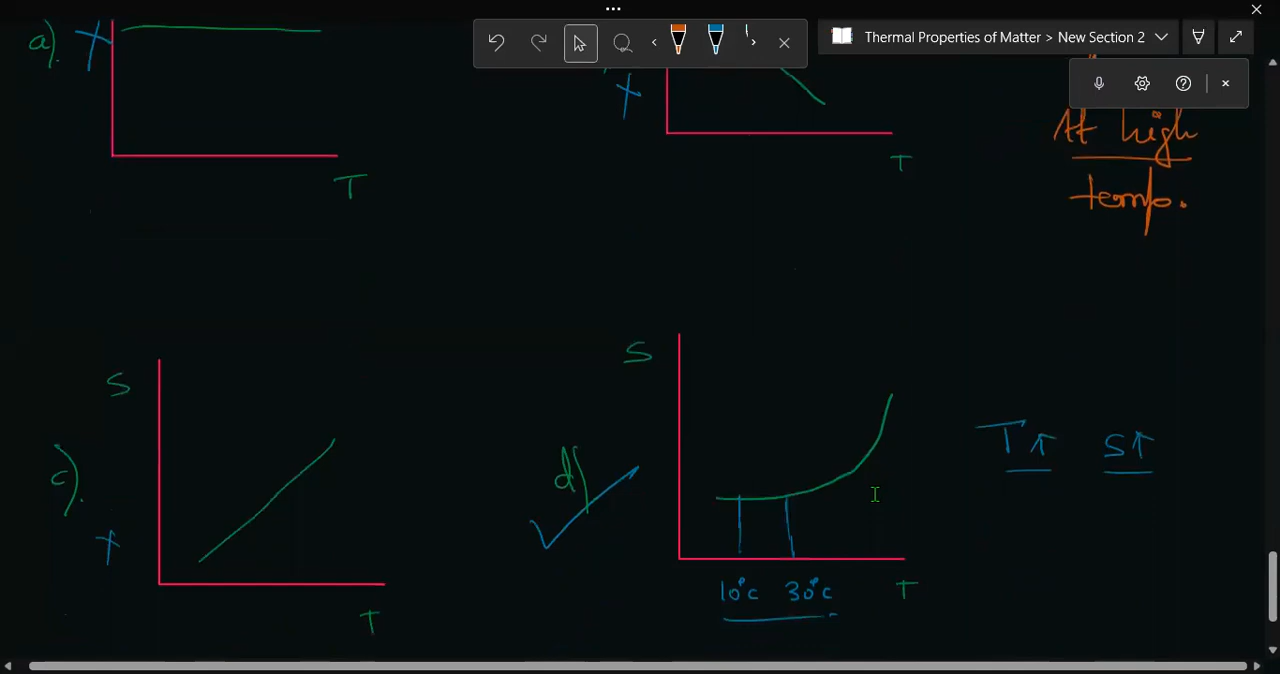 a).
Thermal Properties of Matter > New Section 2
T
T
At high
temp.
S
S
c).
d)
T↑ S↑
10°C 30°C
T
T